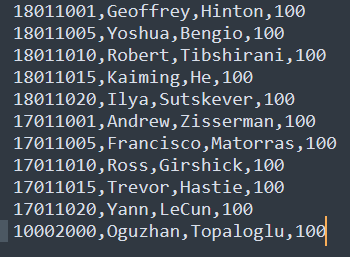 18011001,Geoffrey,Hinton,100
18011005,Yoshua,Bengio,100
18011010,Robert,Tibshirani,100
18011015,Kaiming,He,100
18011020,Ilya,Sutskever,100
17011001,Andrew,Zisserman,100
17011005,Francisco,Matorras,100
17011010,Ross,Girshick,100
17011015,Trevor,Hastie,100
17011020,Yann,LeCun,100
10002000,Oguzhan,Topaloglu,100